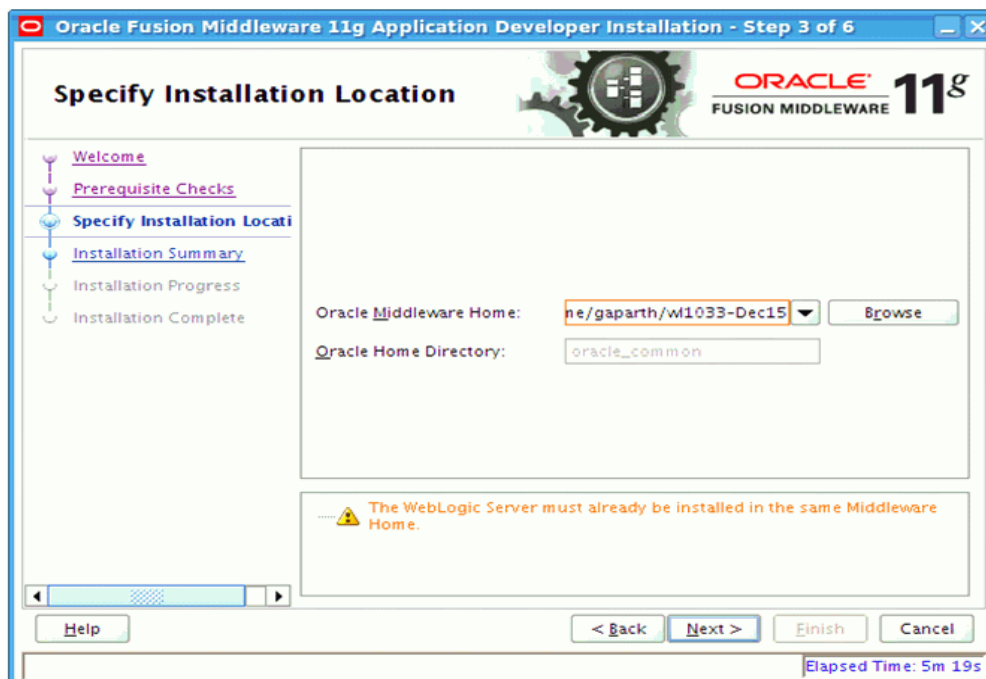 Oracle Fusion Middleware 11g Application Developer Installation - Step 3 of 6
Specify Installation Location
ORACLE
FUSION MIDDLEWARE
11g
Welcome
Prerequisite Checks
Specify Installation Locati
Installation Summary
Installation Progress
Installation Complete
Oracle Middleware Home:
ne/gaparth/wl1033-Dec15
Browse
Oracle Home Directory:
oracle_common
The WebLogic Server must already be installed in the same Middleware
Home.
Help
< Back
Next >
Finish
Cancel
Elapsed Time: 5m 19s